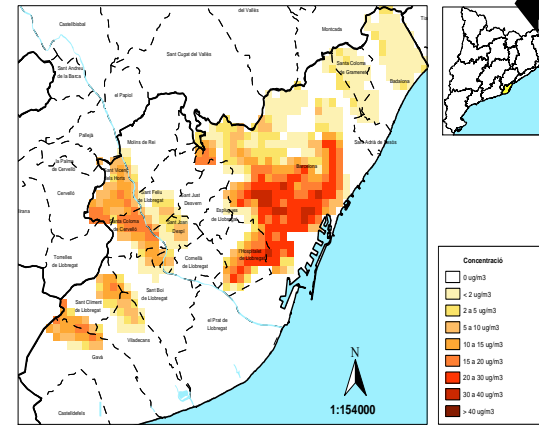 del Vallès
Castellbisbal
Montcada
Sant Cugat del Vallès
Sant Andreu
de la Barca
Santa Coloma
de Gramenet
Badalona
el Papiol
Pallejà
Molins de Rei
Sant Adrià de Besòs
la Palma
de Cervelló
Sant Vicenç
dels Horts
Barcelona
Cervelló
Sant Feliu
de Llobregat
Sant Just
Desvern
Esplugues
de Llobregat
Santa Coloma
de Cervelló
Sant Joan
Despí
l'Hospitalet
de Llobregat
Torrelles
de Llobregat
Cornellà
de Llobregat
Sant Boi
de Llobregat
Sant Climent
de Llobregat
el Prat de
Llobregat
Viladecans
Gavà
Castelldefels
N
1:154000
Concentració
0 ug/m3
< 2 ug/m3
2 a 5 ug/m3
5 a 10 ug/m3
10 a 15 ug/m3
15 a 20 ug/m3
20 a 30 ug/m3
30 a 40 ug/m3
> 40 ug/m3